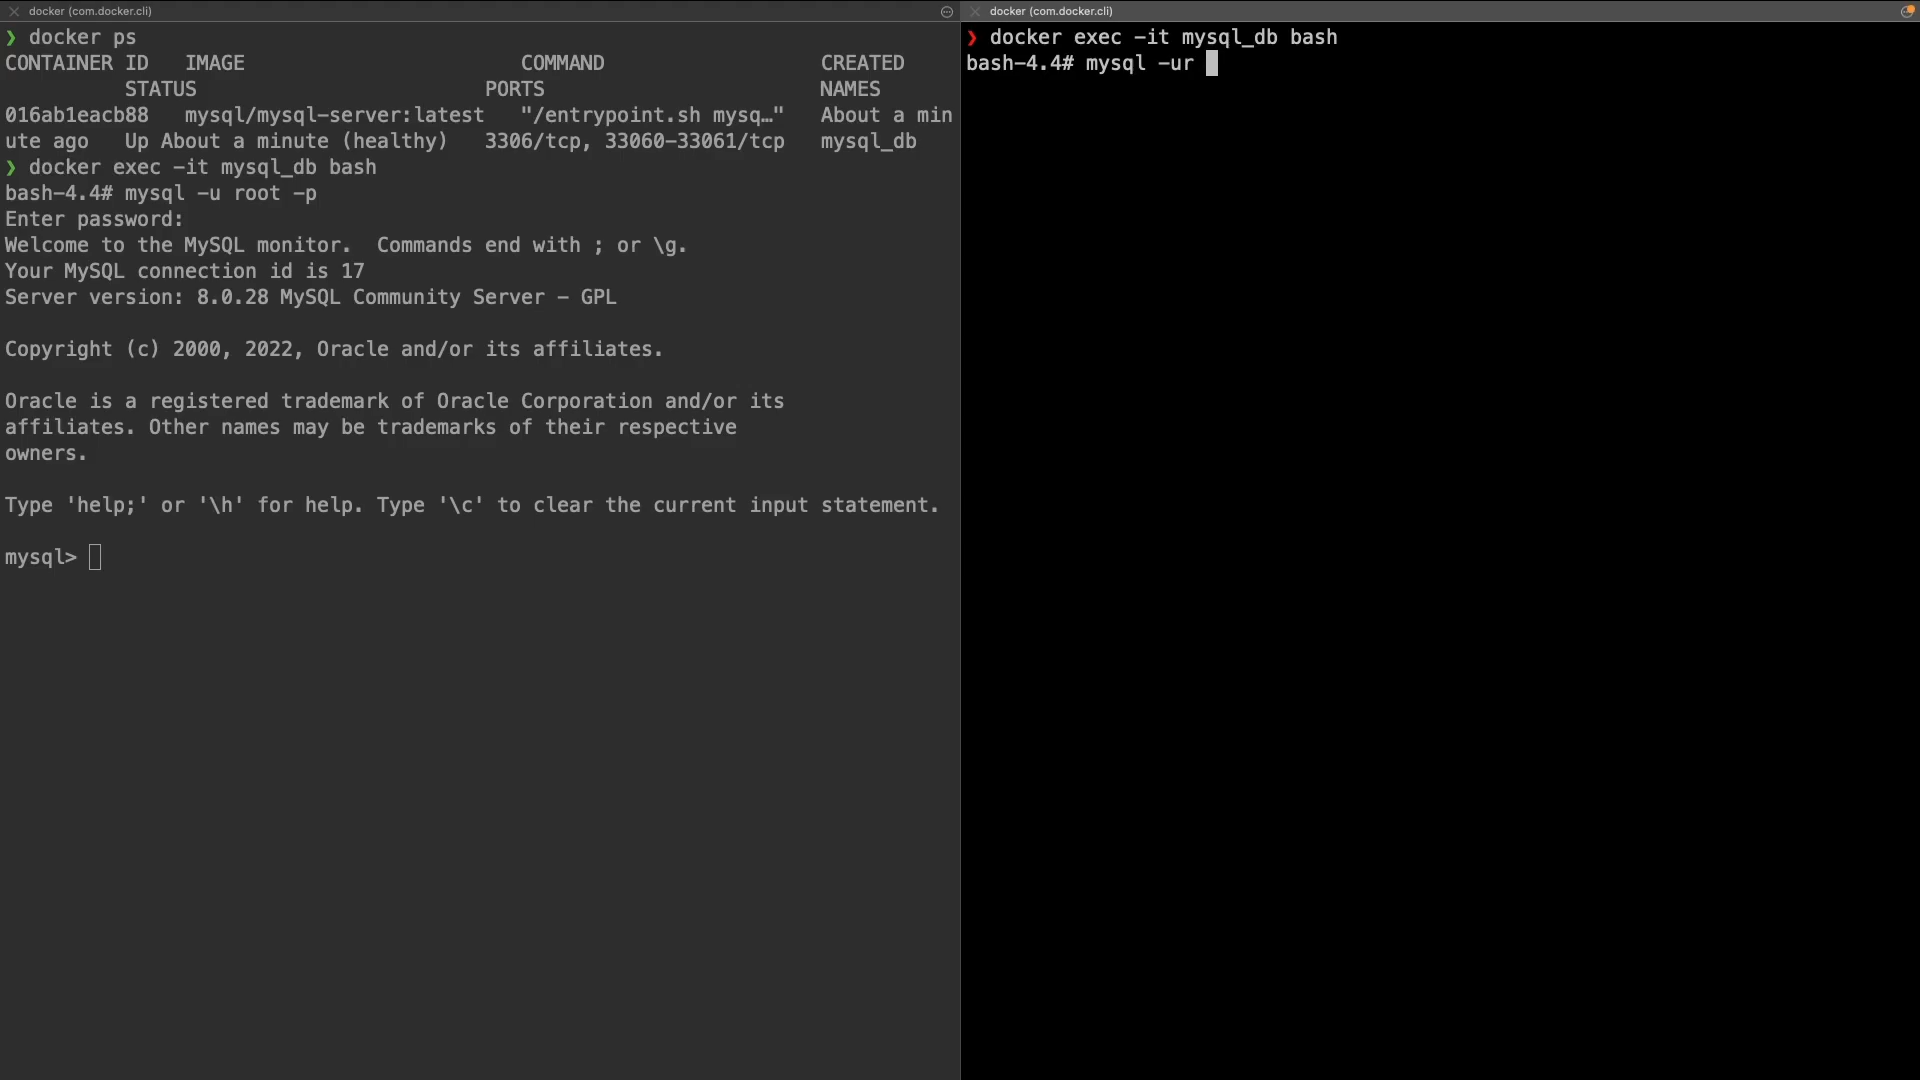 docker (com.docker.cli)
❯ docker ps
CONTAINER ID   IMAGE                       COMMAND                  CREATED
          STATUS                        PORTS                       NAMES
016ab1eacb88   mysql/mysql-server:latest   "/entrypoint.sh mysq…"   About a min
ute ago   Up About a minute (healthy)   3306/tcp, 33060-33061/tcp   mysql_db
❯ docker exec -it mysql_db bash
bash-4.4# mysql -u root -p
Enter password:
Welcome to the MySQL monitor.  Commands end with ; or \g.
Your MySQL connection id is 17
Server version: 8.0.28 MySQL Community Server - GPL
Copyright (c) 2000, 2022, Oracle and/or its affiliates.
Oracle is a registered trademark of Oracle Corporation and/or its
affiliates. Other names may be trademarks of their respective
owners.
Type 'help;' or '\h' for help. Type '\c' to clear the current input statement.
mysql>
docker (com.docker.cli)
❯ docker exec -it mysql_db bash
bash-4.4# mysql -ur